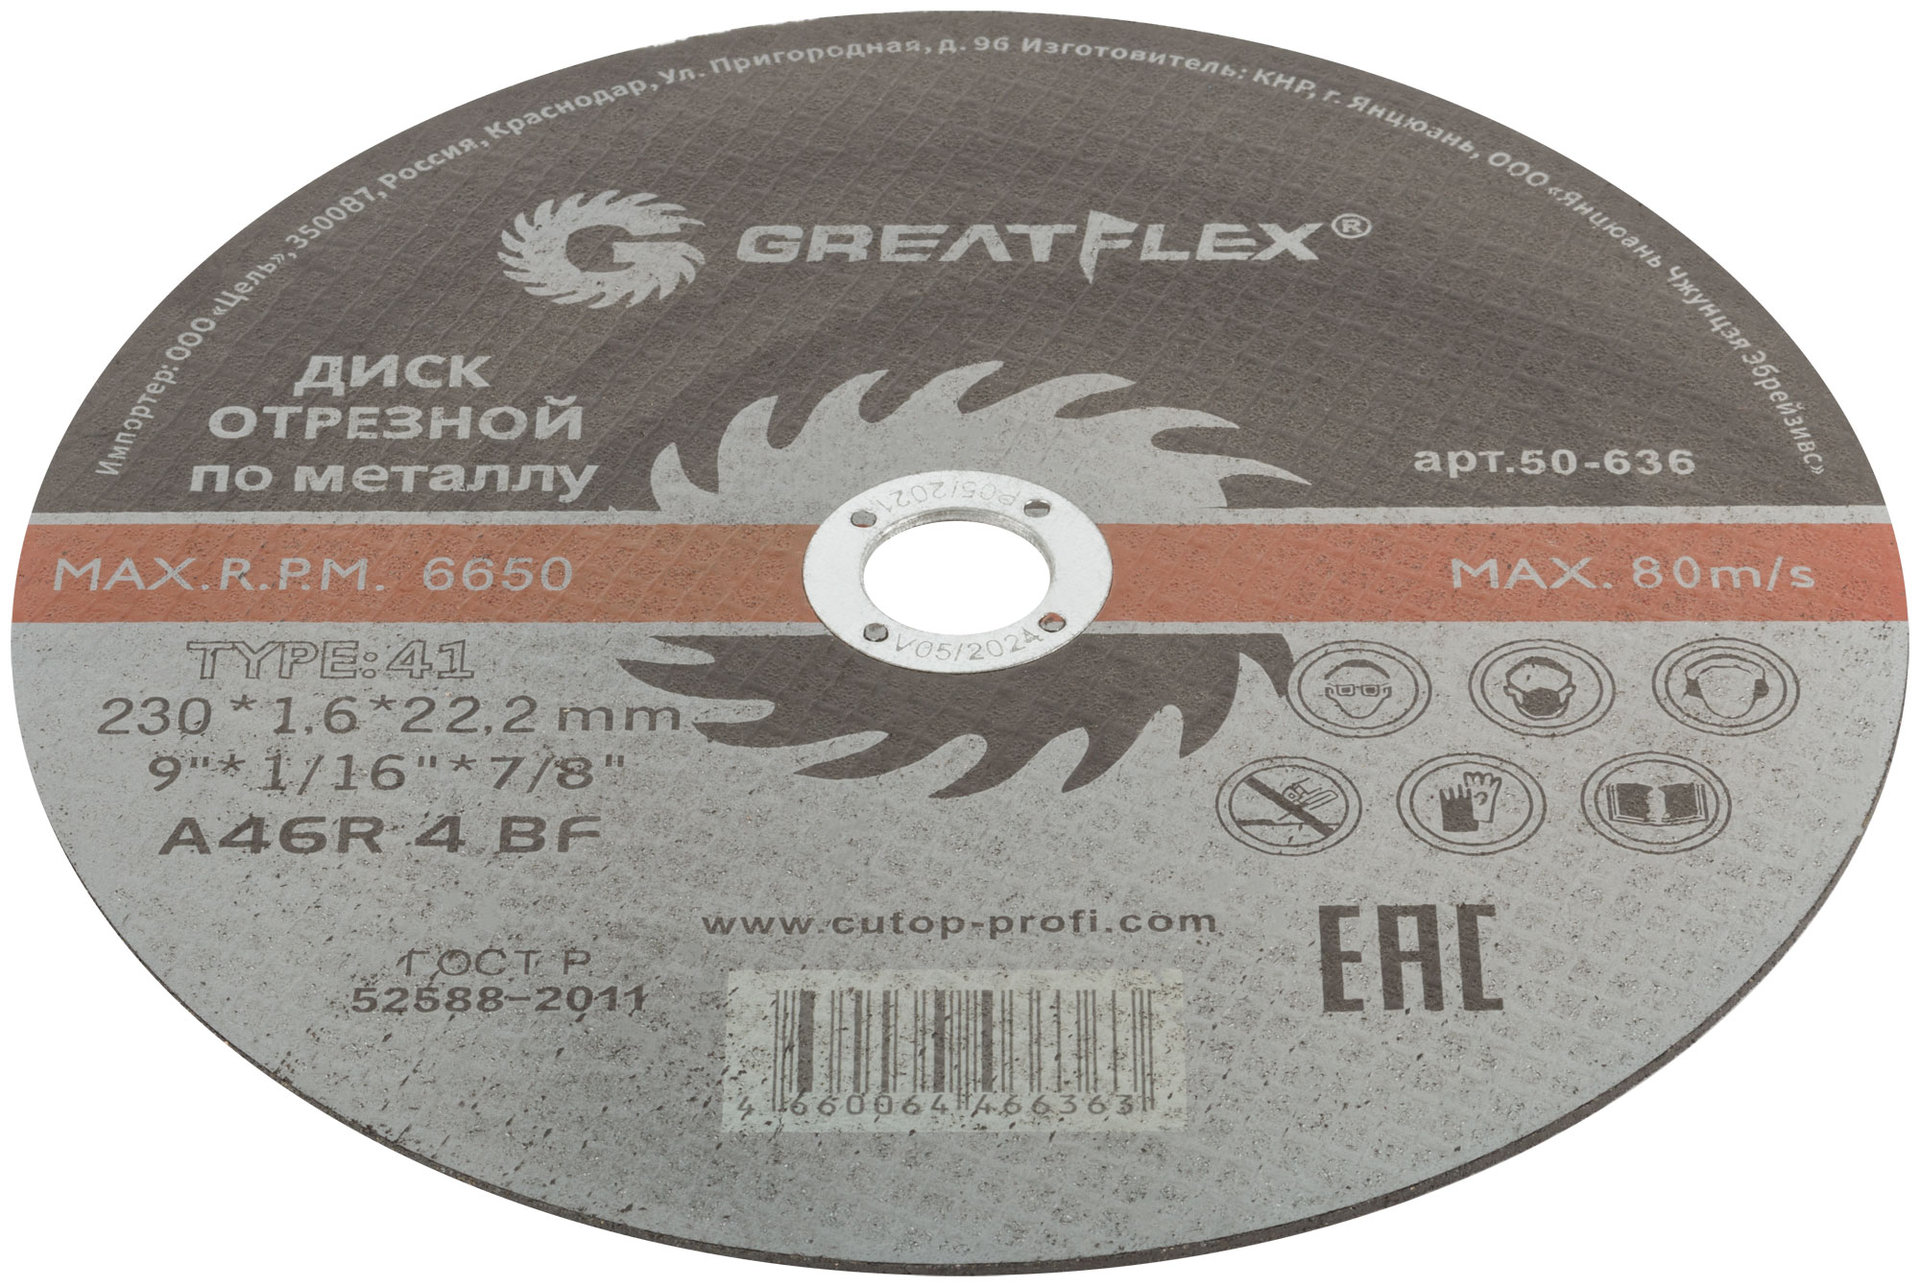 Импортер: ООО «Цель», 350087, Россия, Краснодар, Ул. Пригородная, д. 96 Изготовитель: КНР, г. Янцюань, ООО «Янцюань Чжунцзя Эбрейзивс»
GREATFLEX®
ДИСК
ОТРЕЗНОЙ
по металлу
арт.50-636
P05/2021
MAX.R.P.M. 6650
MAX. 80m/s
V05/2024
TYPE:41
230*1,6*22,2mm
9"*1/16"*7/8"
A46R 4 BF
www.cutop-profi.com
ГОСТ Р
52588-2011
EAC
4 660064 466363